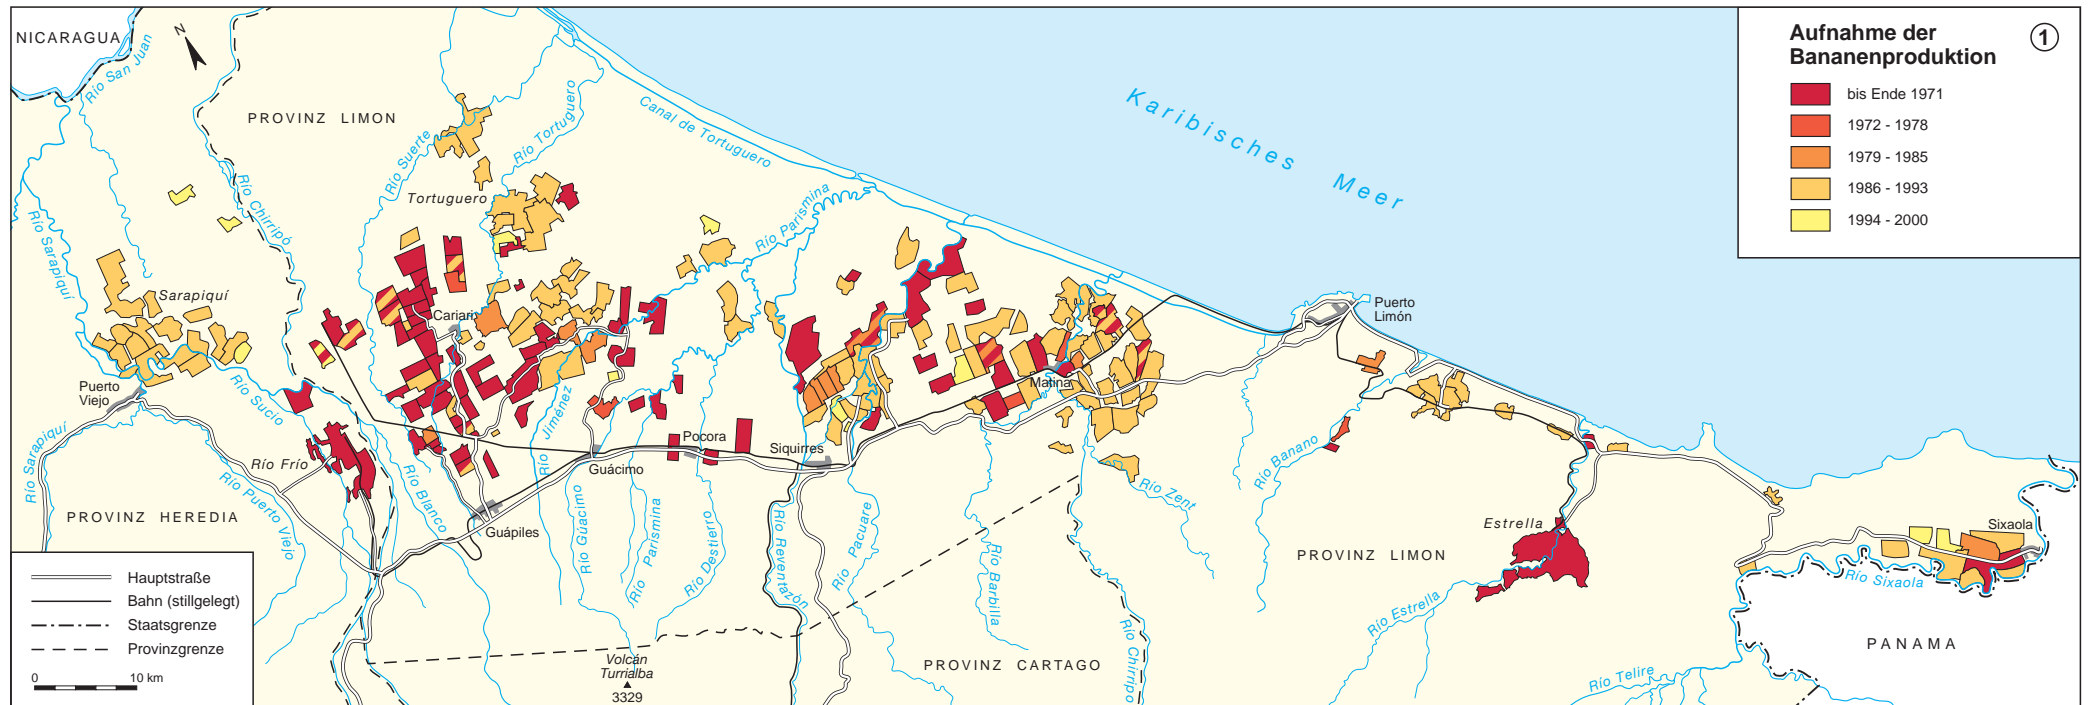 NICARAGUA
Río San Juan
N
PROVINZ LIMON
Río Suerte
Río Tortuguero
Canal de Tortuguero
Karibisches Meer
Aufnahme der
Bananenproduktion
1
bis Ende 1971
1972 - 1978
1979 - 1985
1986 - 1993
1994 - 2000
Río Sarapiquí
Río Chirripó
Tortuguero
Río Parismina
Sarapiquí
Cariari
Puerto
Limón
Puerto
Viejo
Río Sucio
Matina
Río Jiménez
Pocora
Siquirres
Guácimo
Río Banano
Río Zent
Río Sarapiquí
Río Frío
Río Puerto Viejo
Río Blanco
PROVINZ HEREDIA
Guápiles
Río Guácimo
Río Parismina
Río Destierro
Río Reventazón
Río Pacuare
Río Barbilla
Río Chirripo
Estrella
PROVINZ LIMON
Río Estrella
Sixaola
Río Sixaola
PANAMA
Río Telire
PROVINZ CARTAGO
Volcán
Turrialba
3329
Hauptstraße
Bahn (stillgelegt)
Staatsgrenze
Provinzgrenze
0 10 km